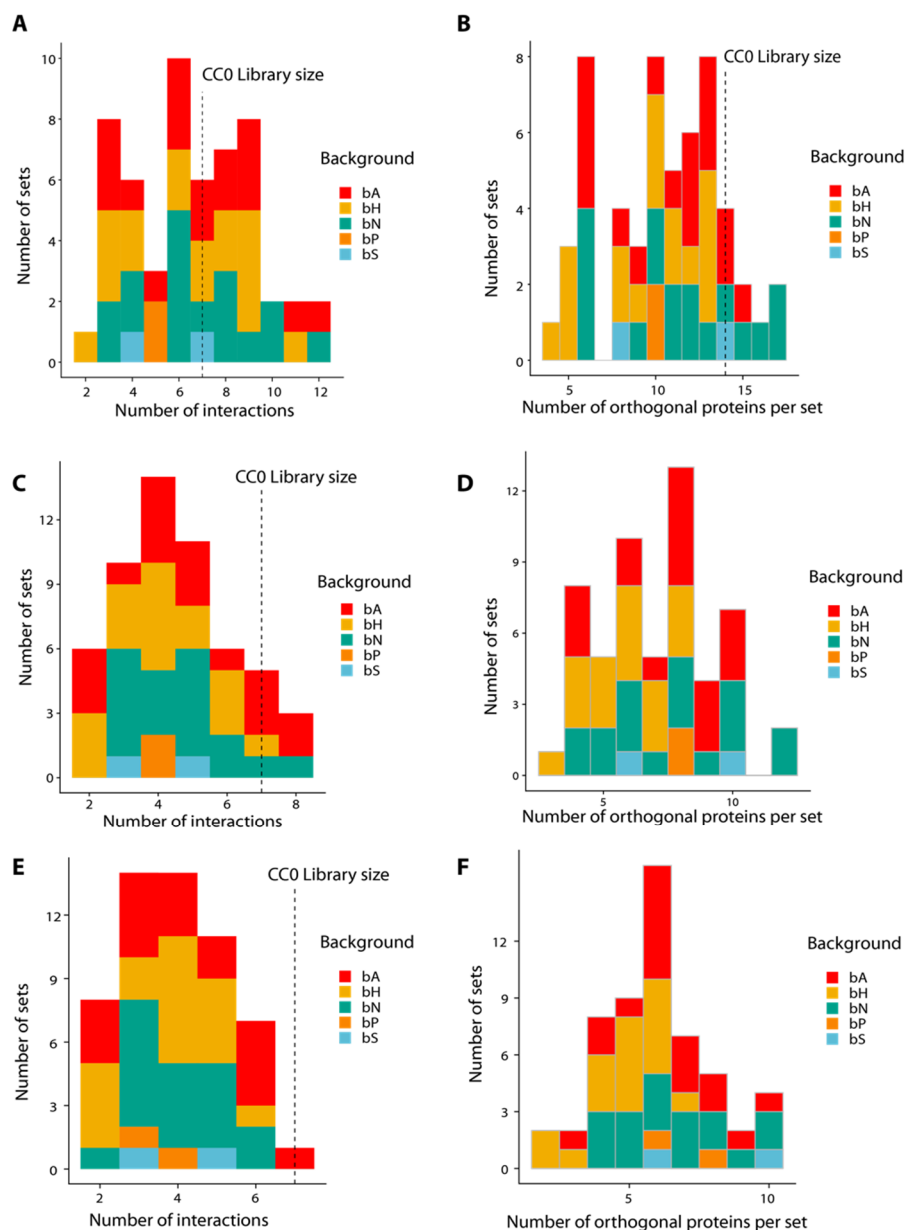 A
10
8
6
4
2
0
Number of sets
CC0 Library size
Background
bA
bH
bN
bP
bS
2 4 6 8 10 12
Number of interactions
B
8
6
4
2
0
Number of sets
CC0 Library size
Background
bA
bH
bN
bP
bS
5 10 15
Number of orthogonal proteins per set
C
12
9
6
3
0
Number of sets
CC0 Library size
Background
bA
bH
bN
bP
bS
2 4 6 8
Number of interactions
D
12
9
6
3
0
Number of sets
Background
bA
bH
bN
bP
bS
5 10
Number of orthogonal proteins per set
E
12
9
6
3
0
Number of sets
CC0 Library size
Background
bA
bH
bN
bP
bS
2 4 6
Number of interactions
F
12
9
6
3
0
Number of sets
Background
bA
bH
bN
bP
bS
5 10
Number of orthogonal proteins per set